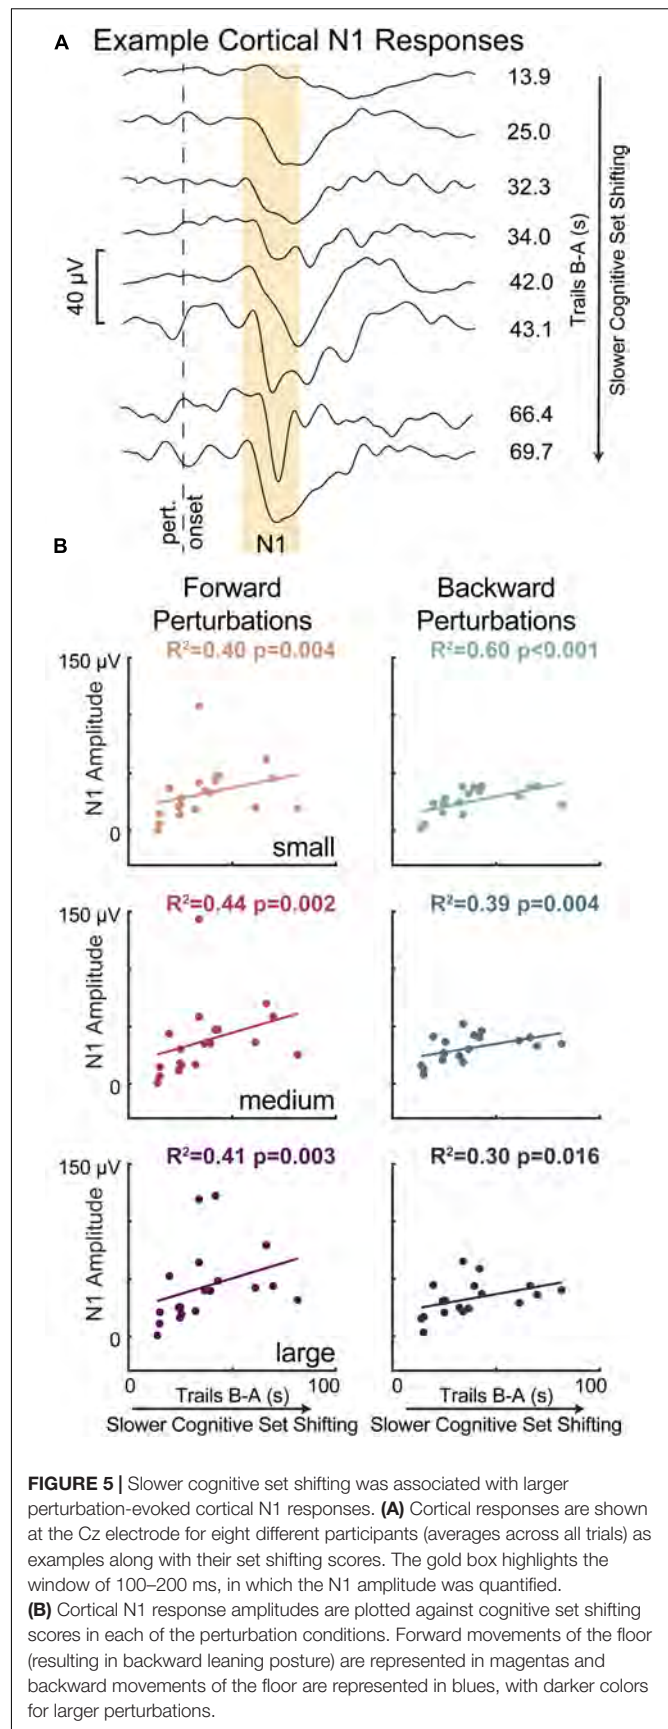 A Example Cortical N1 Responses
13.9
25.0
32.3
34.0
42.0
43.1
66.4
69.7
40 µV
Trails B-A (s)
Slower Cognitive Set Shifting
pert.
onset
N1
B
Forward
Perturbations
Backward
Perturbations
R²=0.40 p=0.004
R²=0.60 p<0.001
150 µV
N1 Amplitude
0
small
R²=0.44 p=0.002
R²=0.39 p=0.004
150 µV
N1 Amplitude
0
medium
R²=0.41 p=0.003
R²=0.30 p=0.016
150 µV
N1 Amplitude
0
large
0 100
0 100
Trails B-A (s)
Trails B-A (s)
Slower Cognitive Set Shifting
Slower Cognitive Set Shifting
FIGURE 5 | Slower cognitive set shifting was associated with larger
perturbation-evoked cortical N1 responses. (A) Cortical responses are shown
at the Cz electrode for eight different participants (averages across all trials) as
examples along with their set shifting scores. The gold box highlights the
window of 100–200 ms, in which the N1 amplitude was quantified.
(B) Cortical N1 response amplitudes are plotted against cognitive set shifting
scores in each of the perturbation conditions. Forward movements of the floor
(resulting in backward leaning posture) are represented in magentas and
backward movements of the floor are represented in blues, with darker colors
for larger perturbations.